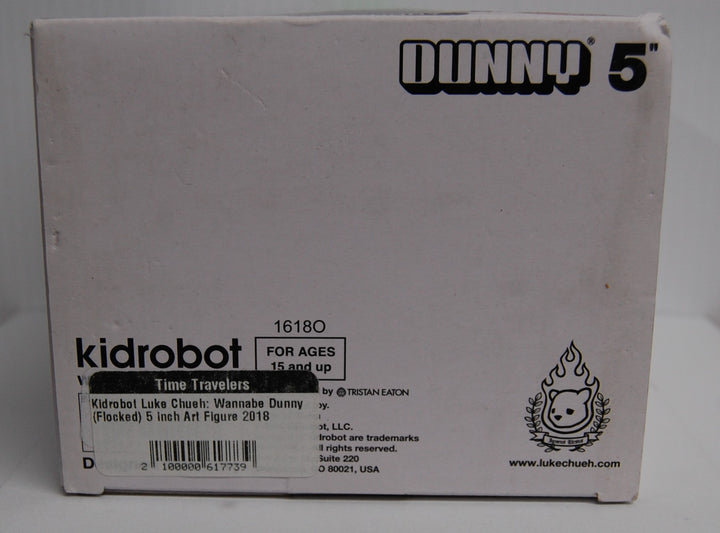 DUNNY® 5"
1618O
kidrobot
FOR AGES
15 and up
Time Travelers
Kidrobot Luke Chueh: Wannabe Dunny
(Flocked) 5 inch Art Figure 2018
2 100000 617739
by TRISTAN EATON
ot, LLC.
drobot are trademarks
ll rights reserved.
Suite 220
O 80021, USA
www.lukechueh.com